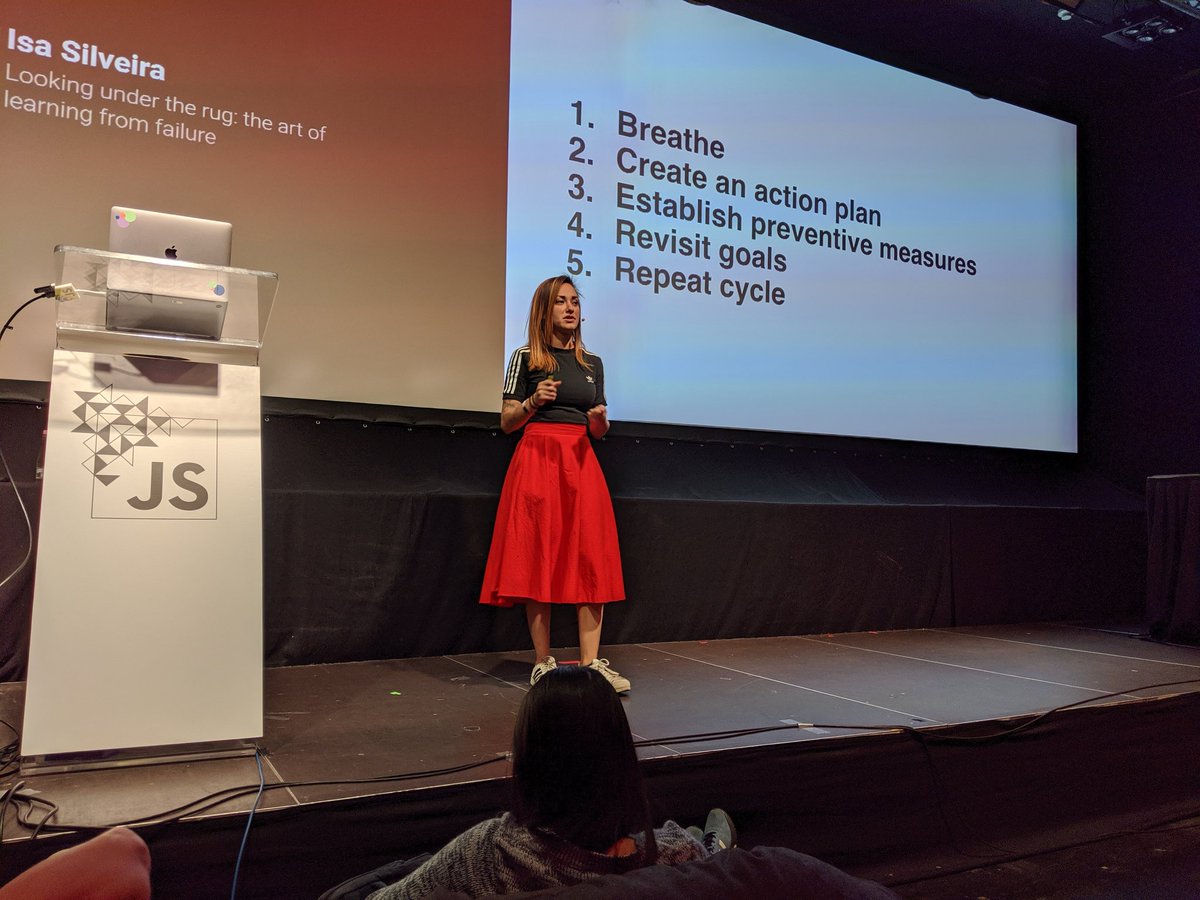 Isa Silveira
Looking under the rug: the art of
learning from failure
1. Breathe
2. Create an action plan
3. Establish preventive measures
4. Revisit goals
5. Repeat cycle
JS